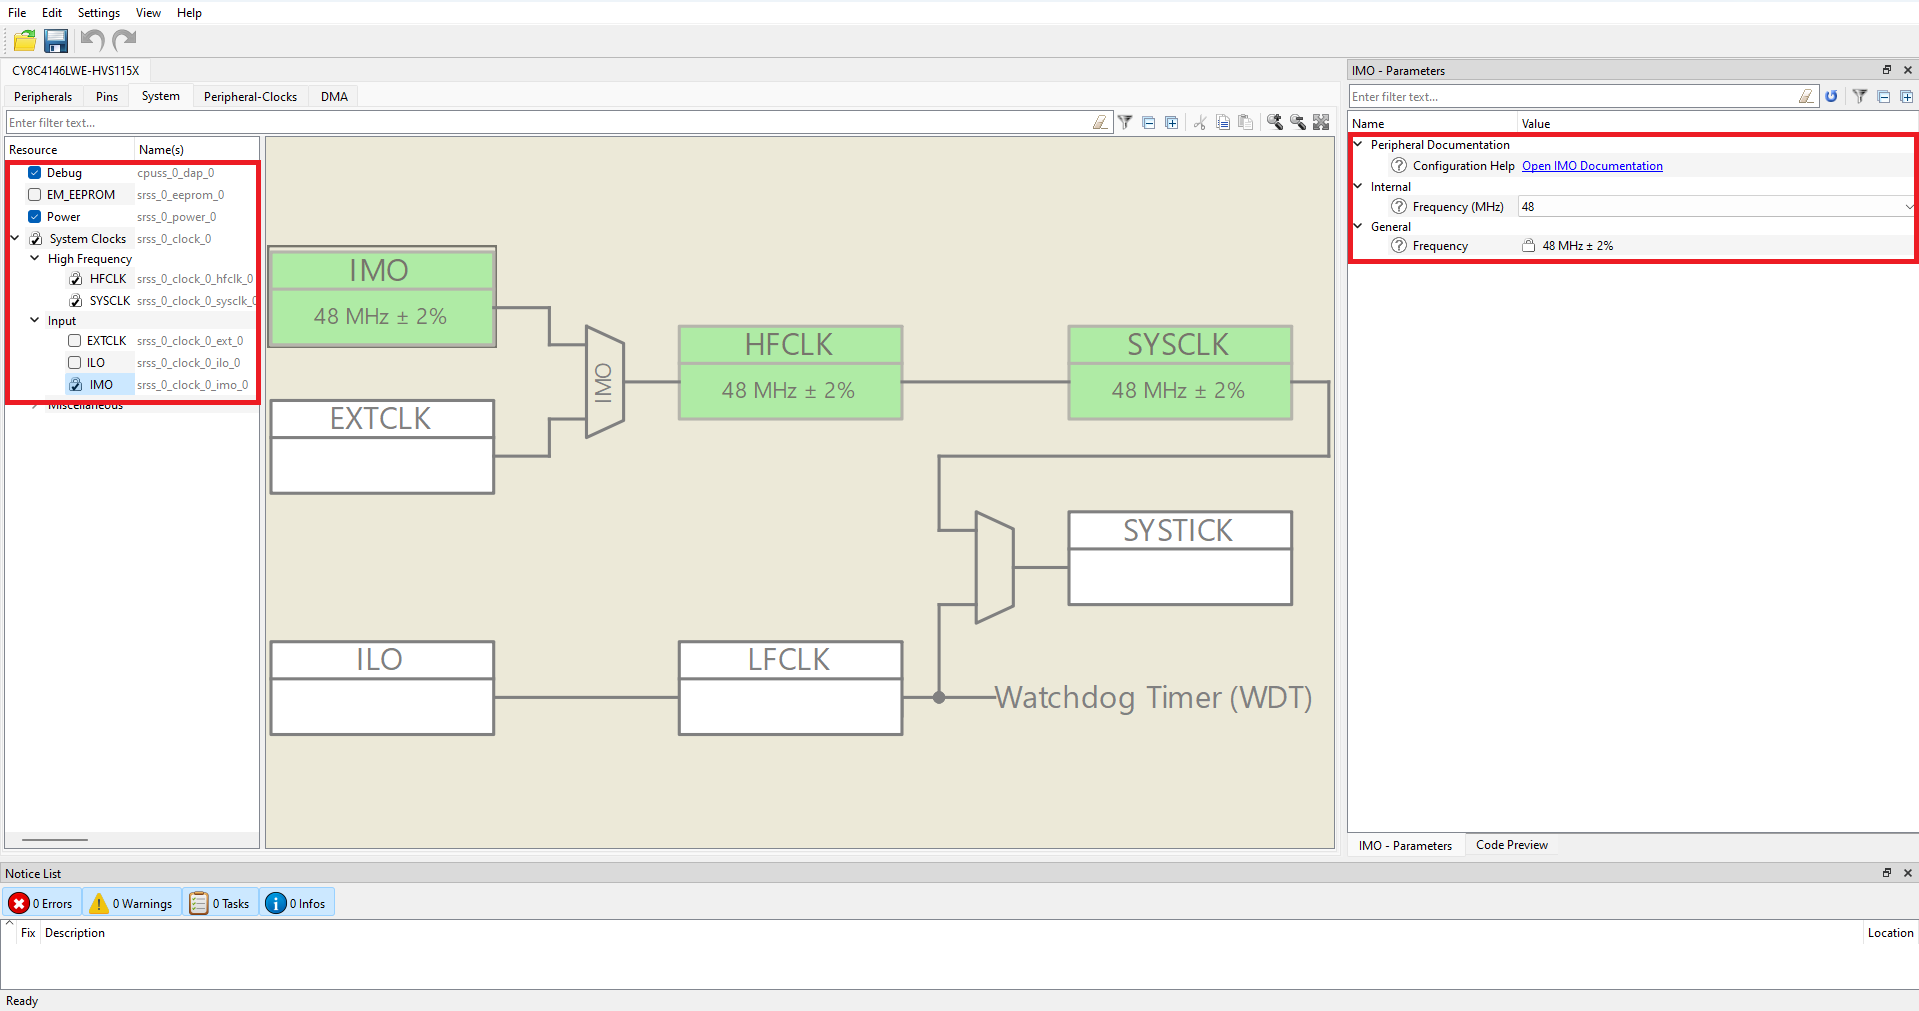 File Edit Settings View Help
CY8C4146LWE-HVS115X
Peripherals Pins System Peripheral-Clocks DMA
Enter filter text...
Resource Name(s)
Debug cpuss_0_dap_0
EM_EEPROM srss_0_eeprom_0
Power srss_0_power_0
System Clocks srss_0_clock_0
High Frequency
HFCLK srss_0_clock_0_hfclk_0
SYSCLK srss_0_clock_0_sysclk_0
Input
EXTCLK srss_0_clock_0_ext_0
ILO srss_0_clock_0_ilo_0
IMO srss_0_clock_0_imo_0
Miscellaneous
IMO
48 MHz ± 2%
EXTCLK
IMO
HFCLK
48 MHz ± 2%
SYSCLK
48 MHz ± 2%
SYSTICK
ILO
LFCLK
Watchdog Timer (WDT)
IMO - Parameters
Enter filter text...
Name Value
Peripheral Documentation
Configuration Help Open IMO Documentation
Internal
Frequency (MHz) 48
General
Frequency 48 MHz ± 2%
IMO - Parameters Code Preview
Notice List
0 Errors 0 Warnings 0 Tasks 0 Infos
Fix Description Location
Ready